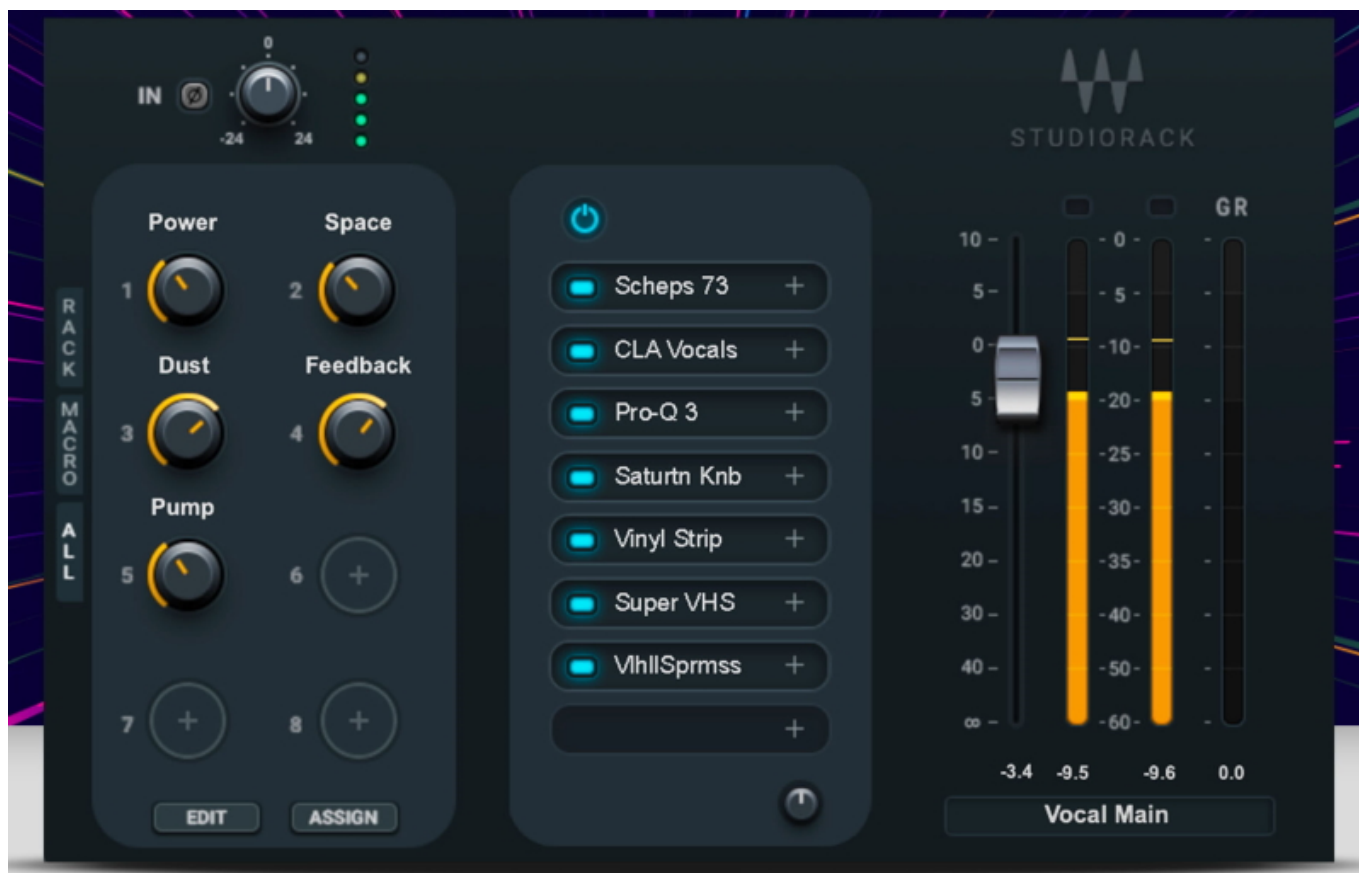 0
IN
-24 24
STUDIORACK
RACK
MACRO
ALL
Power Space
1 2
Dust Feedback
3 4
Pump
5 6
7 8
EDIT ASSIGN
Scheps 73 +
CLA Vocals +
Pro-Q 3 +
Saturtn Knb +
Vinyl Strip +
Super VHS +
VlhllSprmss +
+
GR
10 - - 0 - -
5 - - 5 - -
0 - -10- -
5 - -20- -
10 - -25- -
15 - -30- -
20 - -35- -
30 - -40- -
40 - -50- -
∞ - -60- -
-3.4 -9.5 -9.6 0.0
Vocal Main